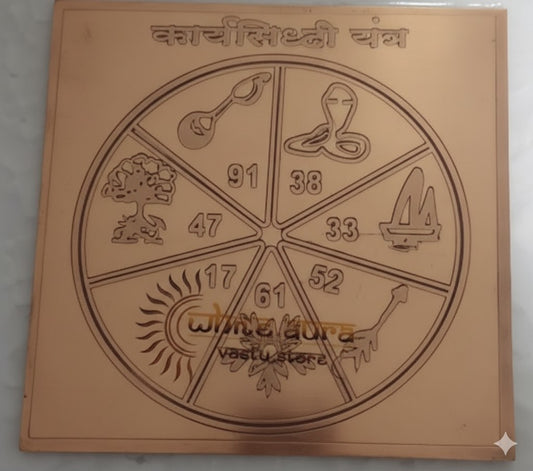 कार्यसिध्दी यंत्र
91 38
47 33
17 61 52
White aura
vastu store